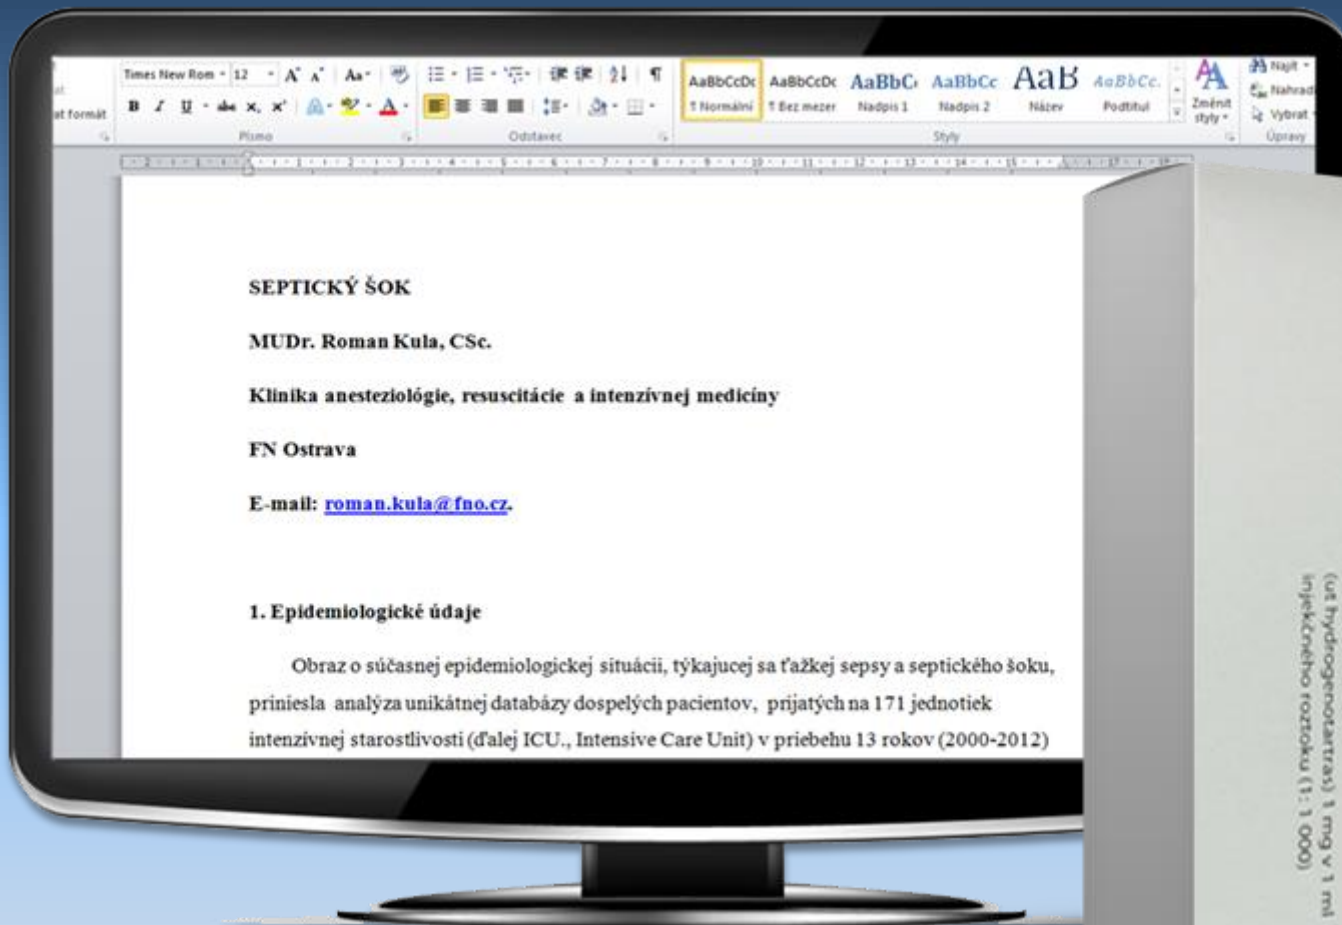 Times New Rom 12
at formát
Písmo
Odstavec
AaBbCcDc AaBbCcDc AaBbC AaBbCc AaB AaBbCc.
¶ Normální ¶ Bez mezer Nadpis 1 Nadpis 2 Název Podtitul
Změnit
styly
Styly
Najít
Nahrad
Vybrat
Úpravy
SEPTICKÝ ŠOK
MUDr. Roman Kula, CSc.
Klinika anesteziológie, resuscitácie a intenzívnej medicíny
FN Ostrava
E-mail: roman.kula@fno.cz.
1. Epidemiologické údaje
Obraz o súčasnej epidemiologickej situácii, týkajucej sa ťažkej sepsy a septického šoku,
priniesla analýza unikátnej databázy dospelých pacientov, prijatých na 171 jednotiek
intenzívnej starostlivosti (ďalej ICU., Intensive Care Unit) v priebehu 13 rokov (2000-2012)
(ut hydrogenotartras) 1 mg v 1 ml
injekčného roztoku (1: 1 000)